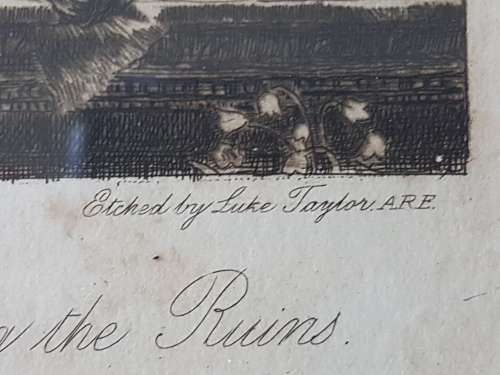 Etched by Luke Taylor. A.R.E.
the Ruins.